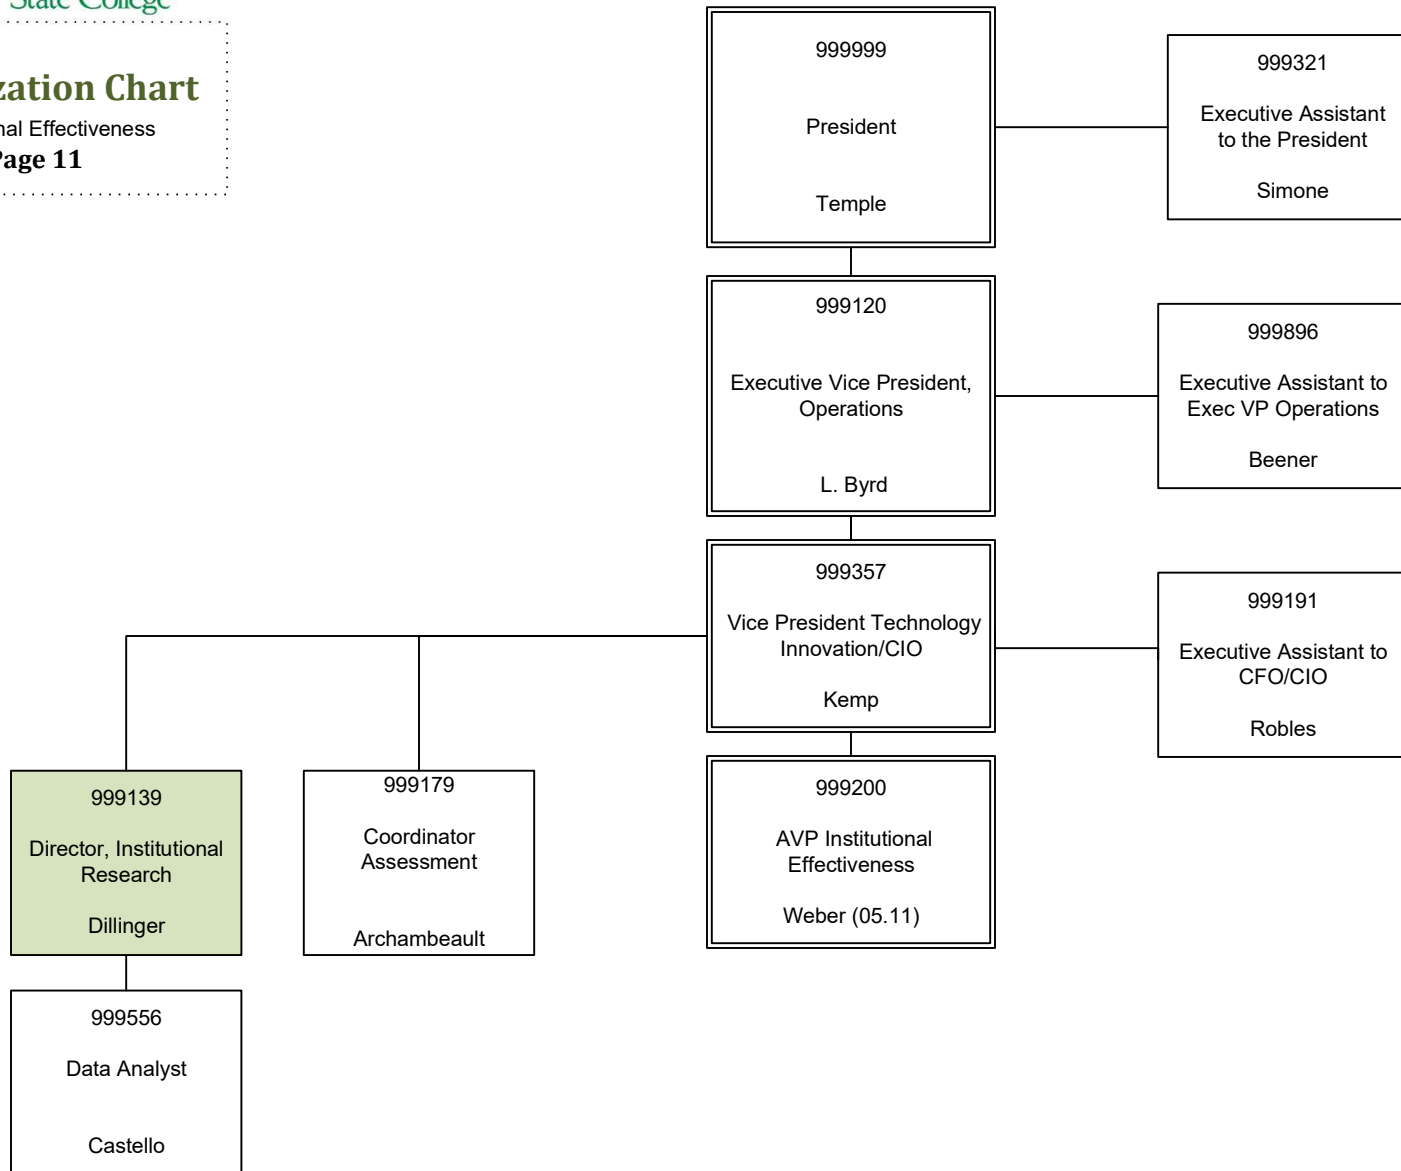 State College
zation Chart
nal Effectiveness
Page 11
999999
President
Temple
999321
Executive Assistant
to the President
Simone
999120
Executive Vice President,
Operations
L. Byrd
999896
Executive Assistant to
Exec VP Operations
Beener
999357
Vice President Technology
Innovation/CIO
Kemp
999191
Executive Assistant to
CFO/CIO
Robles
999139
Director, Institutional
Research
Dillinger
999179
Coordinator
Assessment
Archambeault
999200
AVP Institutional
Effectiveness
Weber (05.11)
999556
Data Analyst
Castello